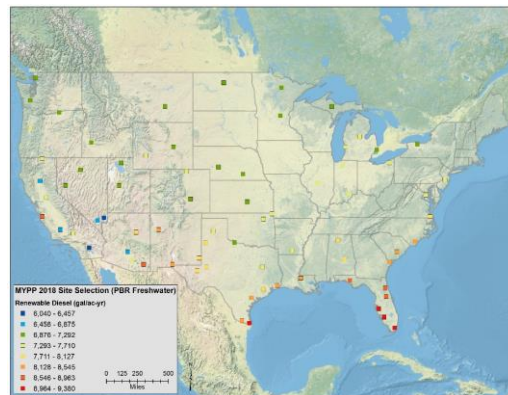 MYPP 2018 Site Selection (PBR Freshwater)
Renewable Diesel (gal/ac-yr)
6,040 - 6,457
6,458 - 6,875
6,876 - 7,292
7,293 - 7,710
7,711 - 8,127
8,128 - 8,545
8,546 - 8,963
8,964 - 9,380
0 125 250 500
Miles